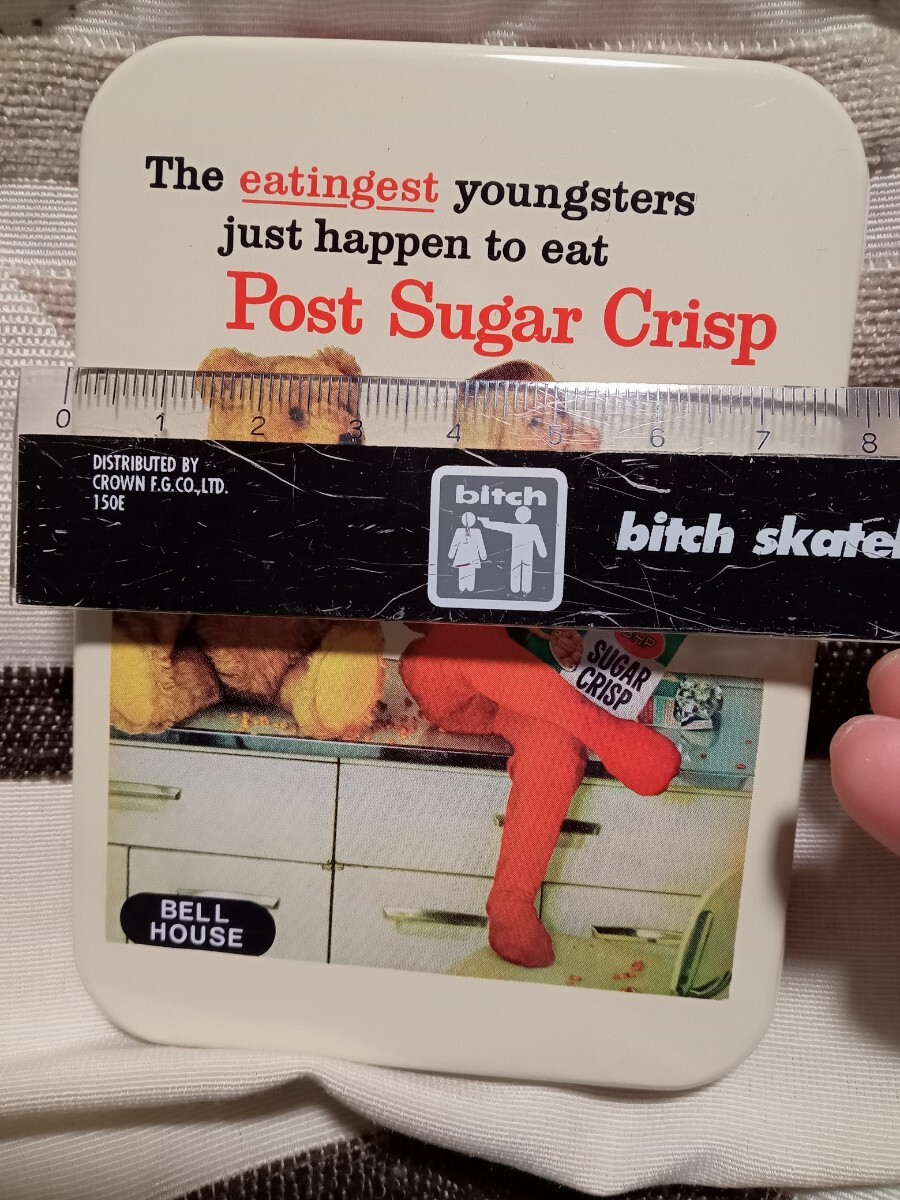 The eatingest youngsters
just happen to eat
Post Sugar Crisp
0 1 2 3 4 5 6 7 8
DISTRIBUTED BY
CROWN F.G.CO.,LTD.
150E
bitch
bitch skate
SUGAR
CRISP
BELL
HOUSE